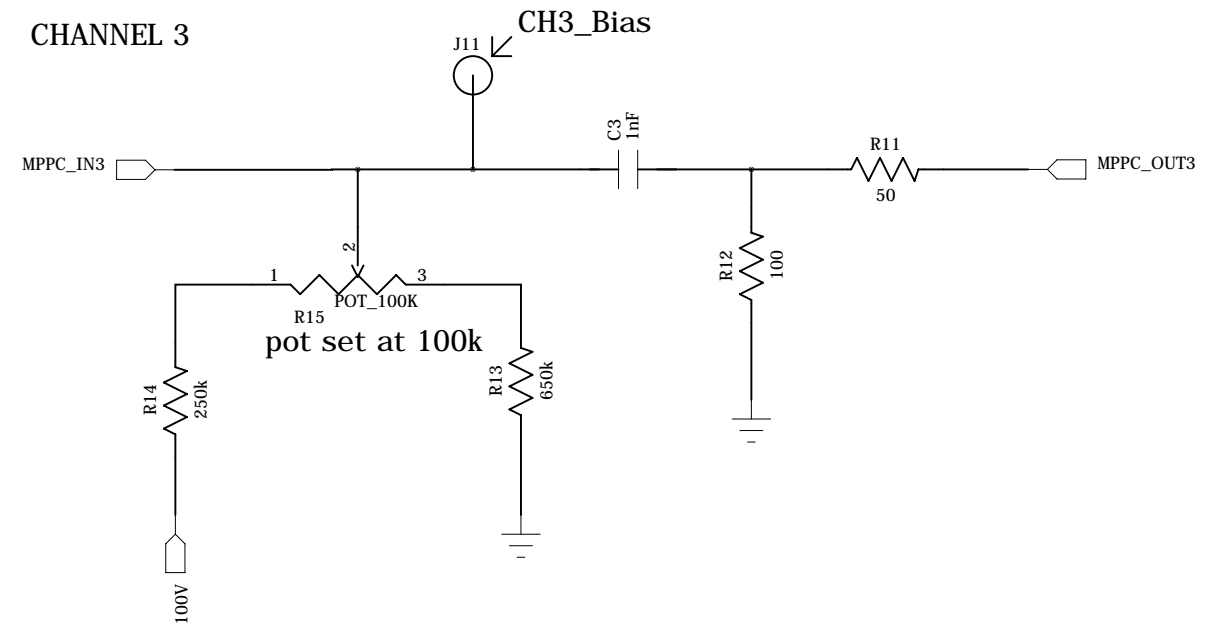 CHANNEL 3
CH3_Bias
J11
C3
1nF
MPPC_IN3
R11
50
MPPC_OUT3
2
1
3
POT_100K
R15
pot set at 100k
R12
100
R14
250k
R13
650k
100V